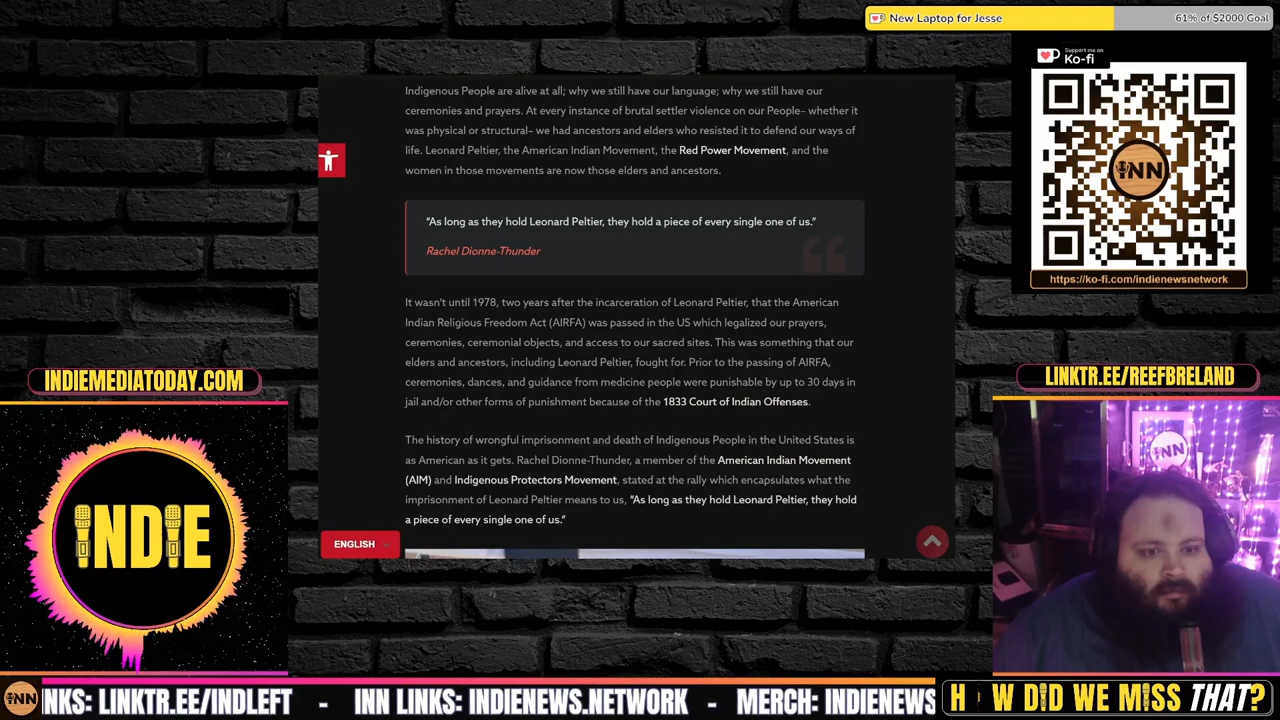 New Laptop for Jesse
61% of $2000 Goal
Support me on
Ko-fi
INN
https://ko-fi.com/indienewsnetwork
Indigenous People are alive at all; why we still have our language; why we still have our
ceremonies and prayers. At every instance of brutal settler violence on our People– whether it
was physical or structural– we had ancestors and elders who resisted it to defend our ways of
life. Leonard Peltier, the American Indian Movement, the Red Power Movement, and the
women in those movements are now those elders and ancestors.
“As long as they hold Leonard Peltier, they hold a piece of every single one of us.”
Rachel Dionne-Thunder
It wasn’t until 1978, two years after the incarceration of Leonard Peltier, that the American
Indian Religious Freedom Act (AIRFA) was passed in the US which legalized our prayers,
ceremonies, ceremonial objects, and access to our sacred sites. This was something that our
elders and ancestors, including Leonard Peltier, fought for. Prior to the passing of AIRFA,
ceremonies, dances, and guidance from medicine people were punishable by up to 30 days in
jail and/or other forms of punishment because of the 1833 Court of Indian Offenses.
The history of wrongful imprisonment and death of Indigenous People in the United States is
as American as it gets. Rachel Dionne-Thunder, a member of the American Indian Movement
(AIM) and Indigenous Protectors Movement, stated at the rally which encapsulates what the
imprisonment of Leonard Peltier means to us, “As long as they hold Leonard Peltier, they hold
a piece of every single one of us.”
ENGLISH
INDIEMEDIATODAY.COM
INDIE
LINKTR.EE/REEFBRELAND
INN
INN
NKS: LINKTR.EE/INDLEFT - INN LINKS: INDIENEWS.NETWORK - MERCH: INDIENEWS
HOW DID WE MISS THAT?